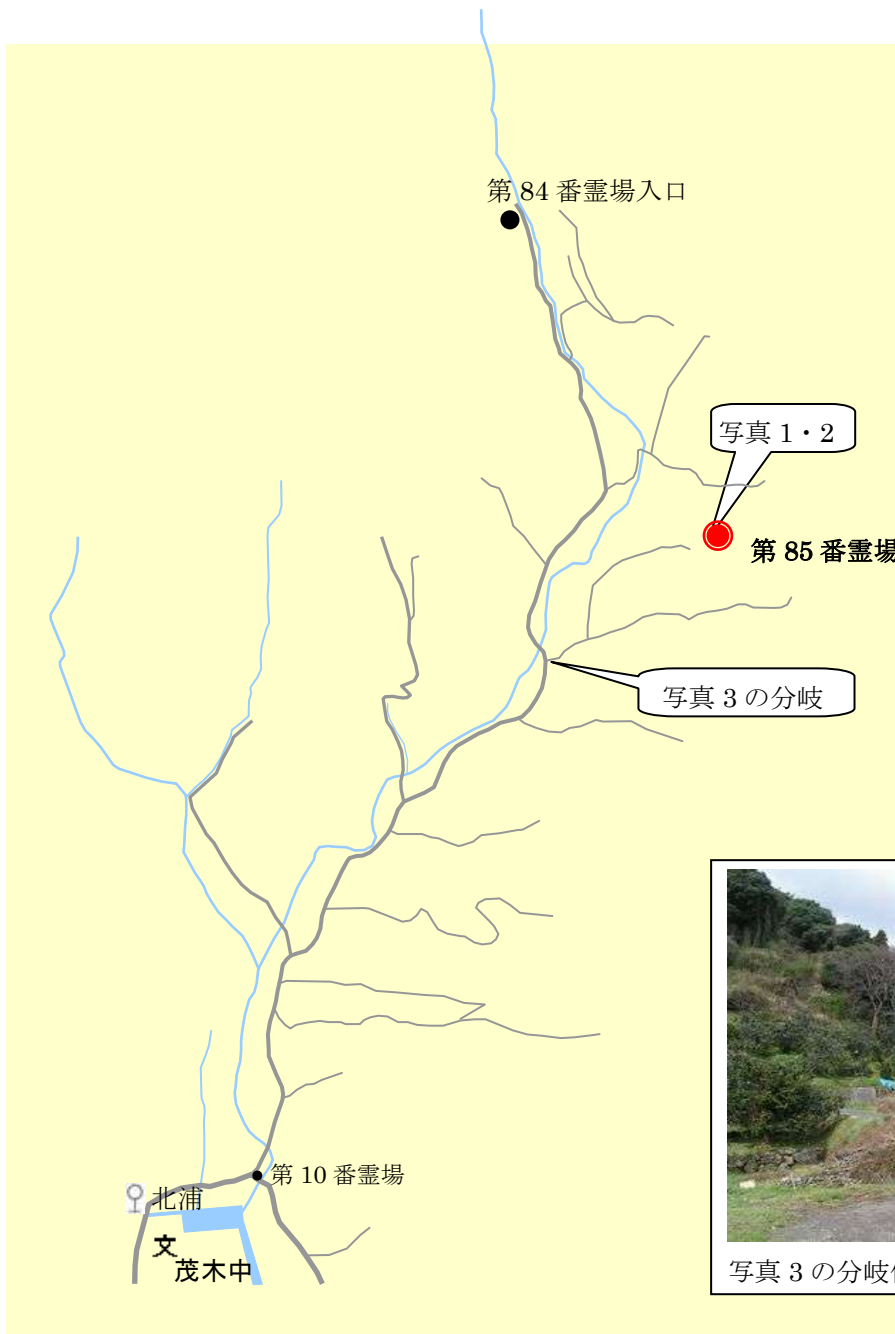 第 84 番霊場入口
写真 1・2
第 85 番霊場
写真 3 の分岐
第 10 番霊場
北浦
文
茂木中
写真 3 の分岐